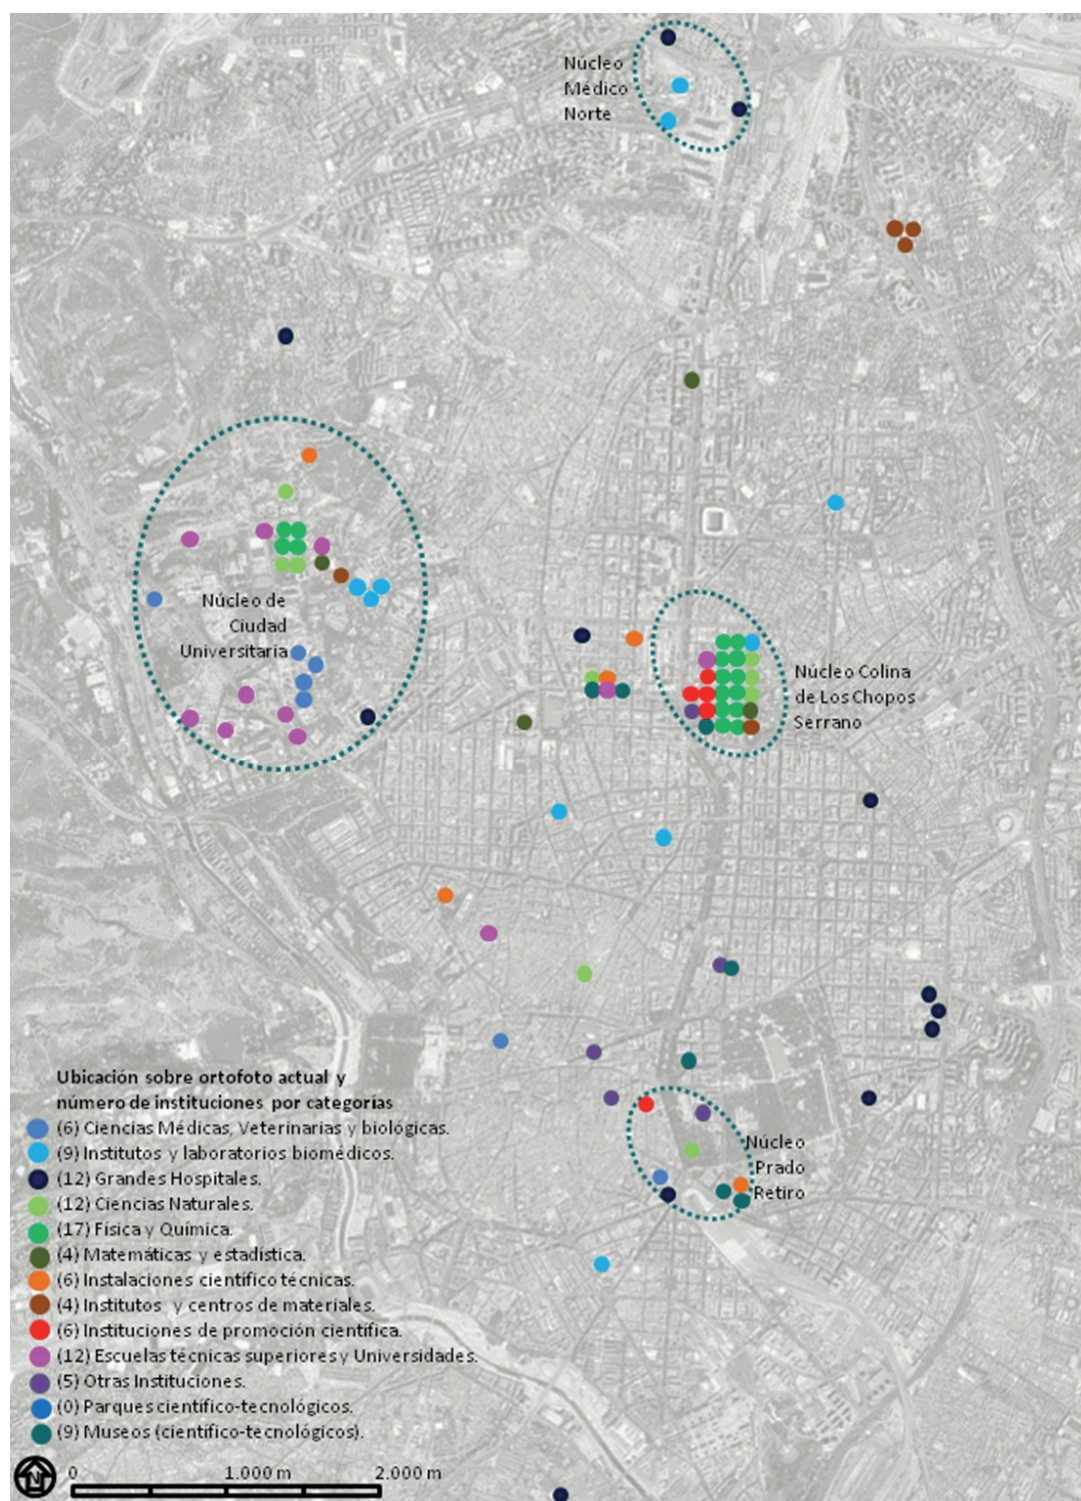 Núcleo
Médico
Norte
Núcleo de
Ciudad
Universitaria
Núcleo Colina
de Los Chopos
Serrano
Núcleo
Prado
Retiro
Ubicación sobre ortofoto actual y
número de instituciones por categorías
(6) Ciencias Médicas, Veterinarias y biológicas.
(9) Institutos y laboratorios biomédicos.
(12) Grandes Hospitales.
(12) Ciencias Naturales.
(17) Física y Química.
(4) Matemáticas y estadística.
(6) Instalaciones científico técnicas.
(4) Institutos y centros de materiales.
(6) Instituciones de promoción científica.
(12) Escuelas técnicas superiores y Universidades.
(5) Otras Instituciones.
(0) Parques científico-tecnológicos.
(9) Museos (científico-tecnológicos).
N 0 1.000 m 2.000 m